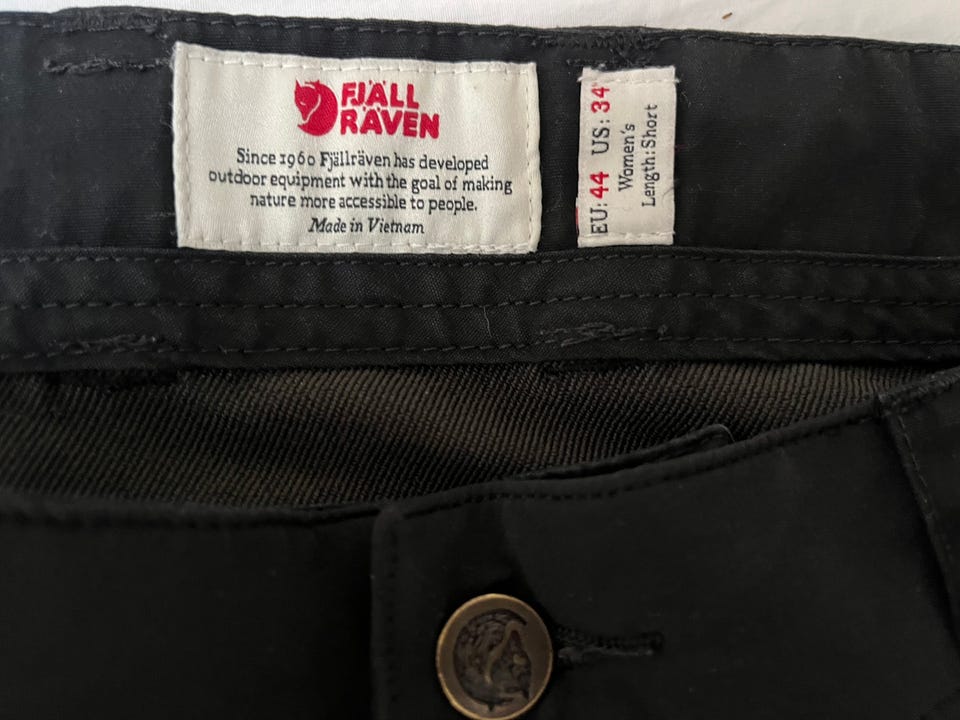 FJÄLL
RÄVEN
Since 1960 Fjällräven has developed
outdoor equipment with the goal of making
nature more accessible to people.
Made in Vietnam
EU: 44 US: 34"
Women's
Length: Short